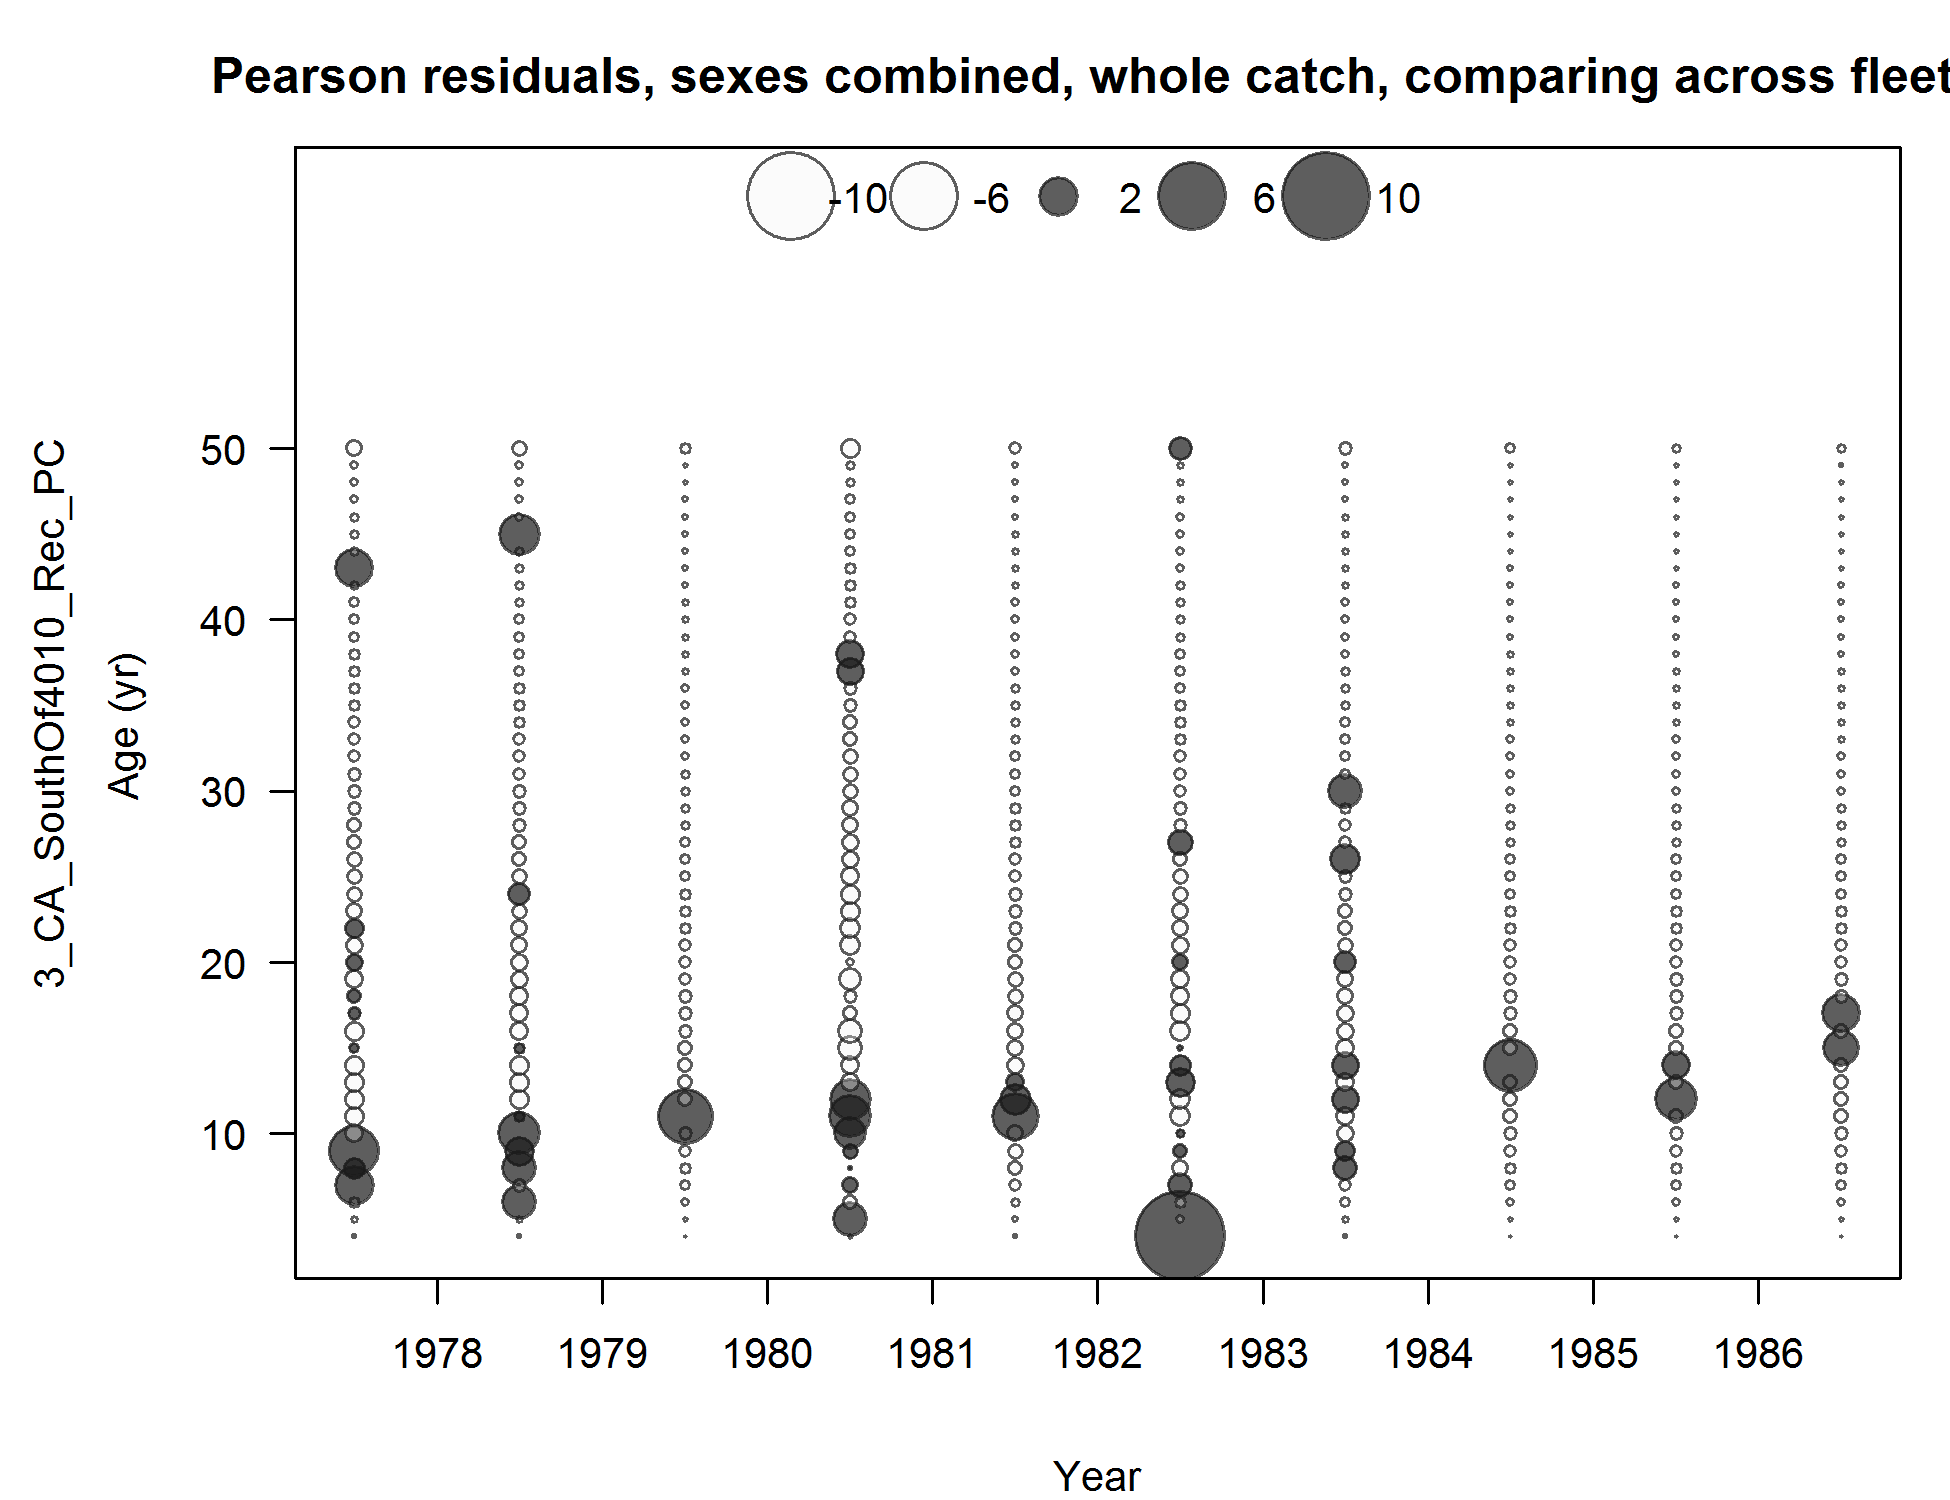 Pearson residuals, sexes combined, whole catch, comparing across fleet
-10 -6 2 6 10
3_CA_SouthOf4010_Rec_PC
Age (yr)
50
40
30
20
10
1978 1979 1980 1981 1982 1983 1984 1985 1986
Year